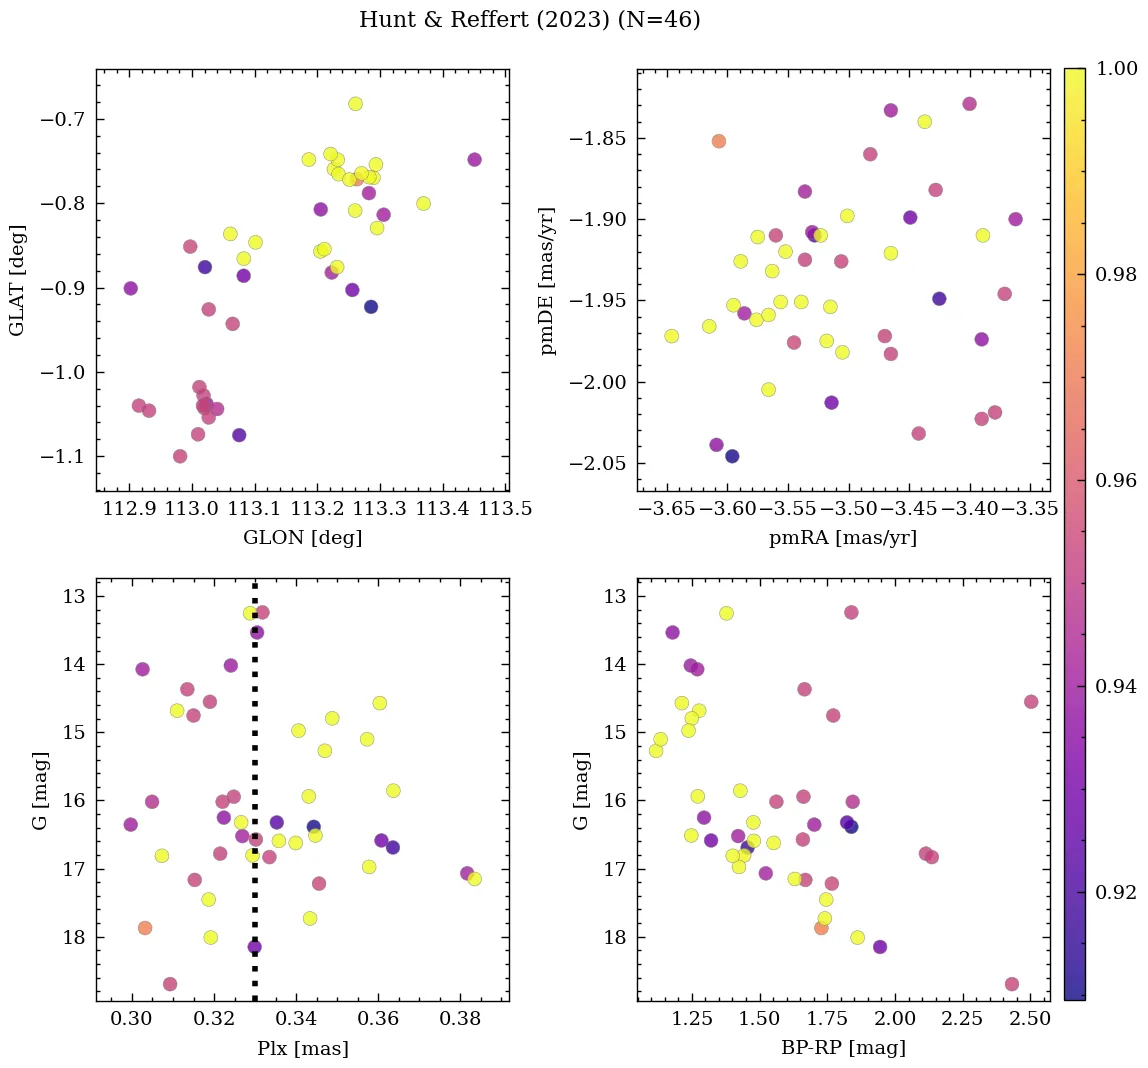 Hunt & Reffert (2023) (N=46)
−0.7
−0.8
−0.9
−1.0
−1.1
GLAT [deg]
112.9 113.0 113.1 113.2 113.3 113.4 113.5
GLON [deg]
−1.85
−1.90
−1.95
−2.00
−2.05
pmDE [mas/yr]
−3.65 −3.60 −3.55 −3.50 −3.45 −3.40 −3.35
pmRA [mas/yr]
1.00
0.98
0.96
0.94
0.92
13
14
15
16
17
18
G [mag]
0.30 0.32 0.34 0.36 0.38
Plx [mas]
13
14
15
16
17
18
G [mag]
1.25 1.50 1.75 2.00 2.25 2.50
BP-RP [mag]